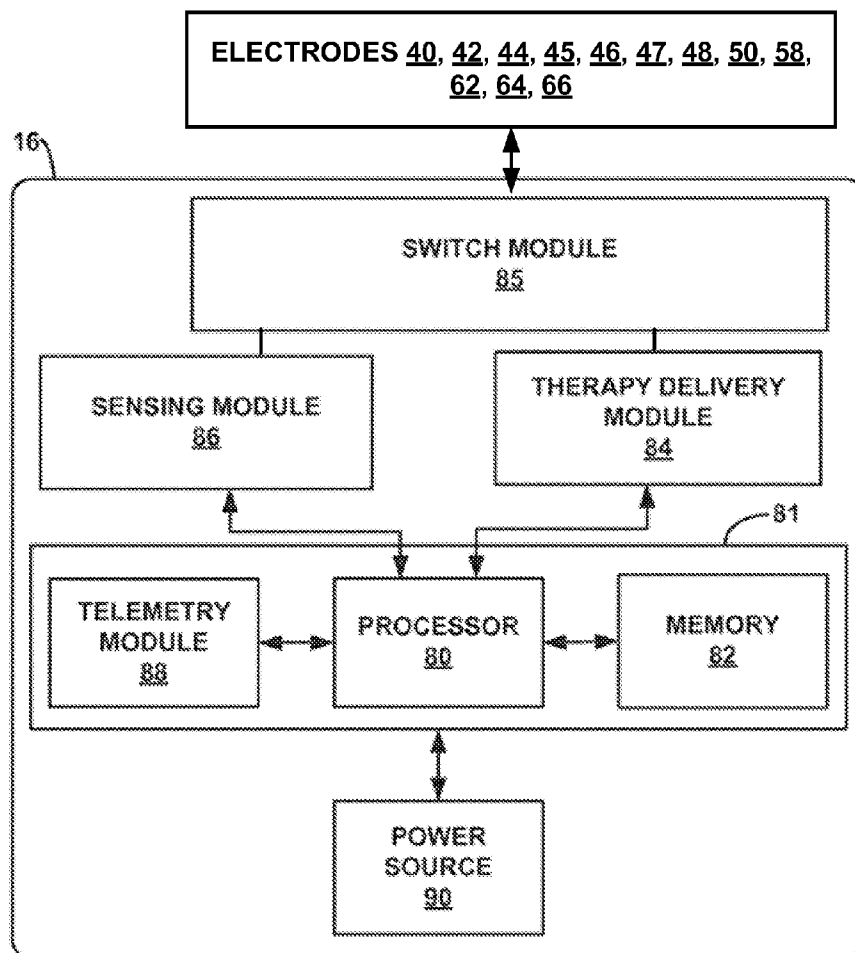 ELECTRODES 40, 42, 44, 45, 46, 47, 48, 50, 58,
62, 64, 66
16
SWITCH MODULE
85
SENSING MODULE
86
THERAPY DELIVERY
MODULE
84
81
TELEMETRY
MODULE
88
PROCESSOR
80
MEMORY
82
POWER
SOURCE
90